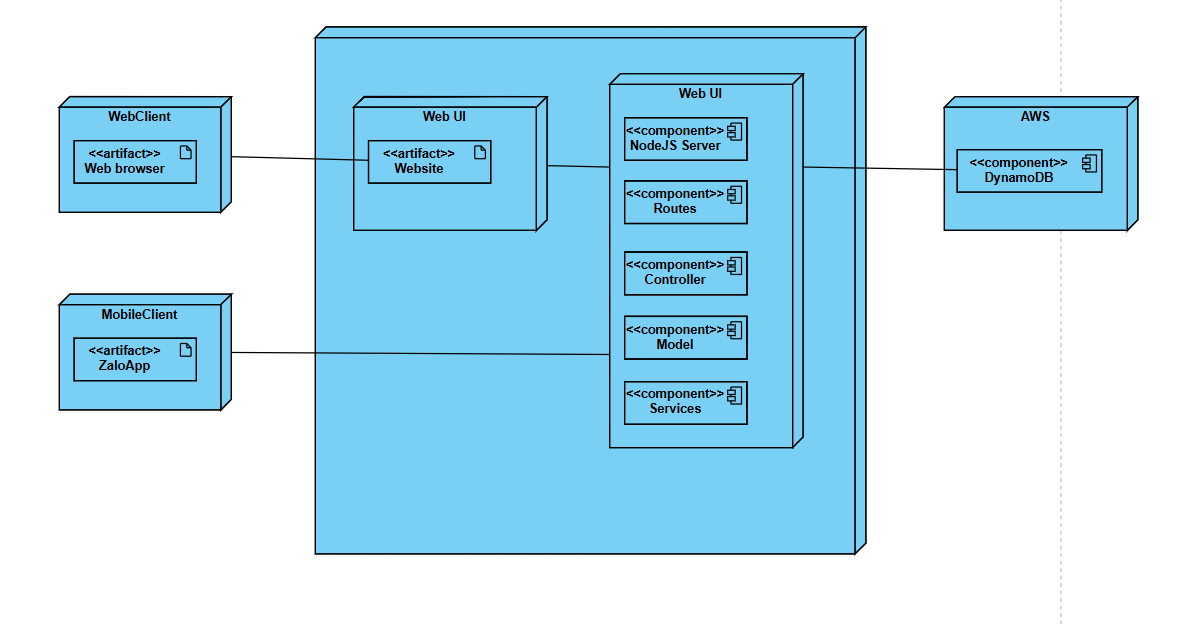 WebClient
<<artifact>>
Web browser
MobileClient
<<artifact>>
ZaloApp
Web UI
<<artifact>>
Website
Web UI
<<component>>
NodeJS Server
<<component>>
Routes
<<component>>
Controller
<<component>>
Model
<<component>>
Services
AWS
<<component>>
DynamoDB